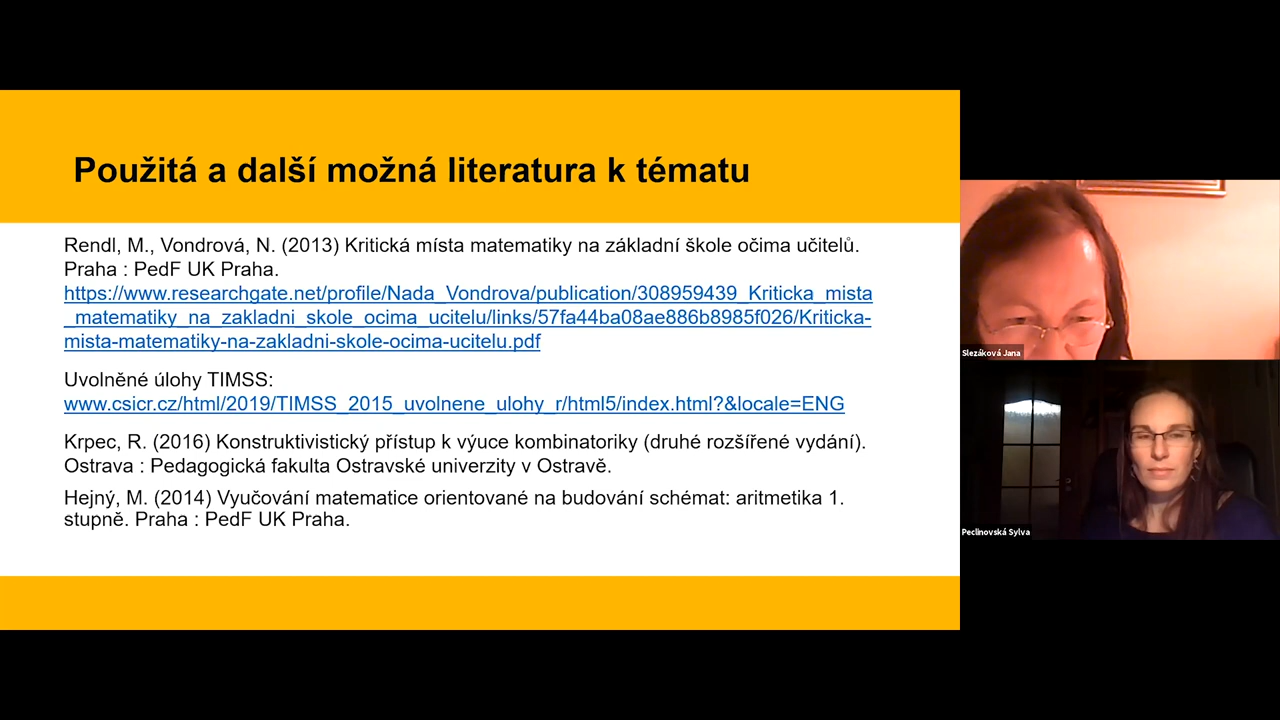 Použitá a další možná literatura k tématu
Rendl, M., Vondrová, N. (2013) Kritická místa matematiky na základní škole očima učitelů.
Praha : PedF UK Praha.
https://www.researchgate.net/profile/Nada_Vondrova/publication/308959439_Kriticka_mista
_matematiky_na_zakladni_skole_ocima_ucitelu/links/57fa44ba08ae886b8985f026/Kriticka-
mista-matematiky-na-zakladni-skole-ocima-ucitelu.pdf
Uvolněné úlohy TIMSS:
www.csicr.cz/html/2019/TIMSS_2015_uvolnene_ulohy_r/html5/index.html?&locale=ENG
Krpec, R. (2016) Konstruktivistický přístup k výuce kombinatoriky (druhé rozšířené vydání).
Ostrava : Pedagogická fakulta Ostravské univerzity v Ostravě.
Hejný, M. (2014) Vyučování matematice orientované na budování schémat: aritmetika 1.
stupně. Praha : PedF UK Praha.
Slezáková Jana
Peclinovská Sylva